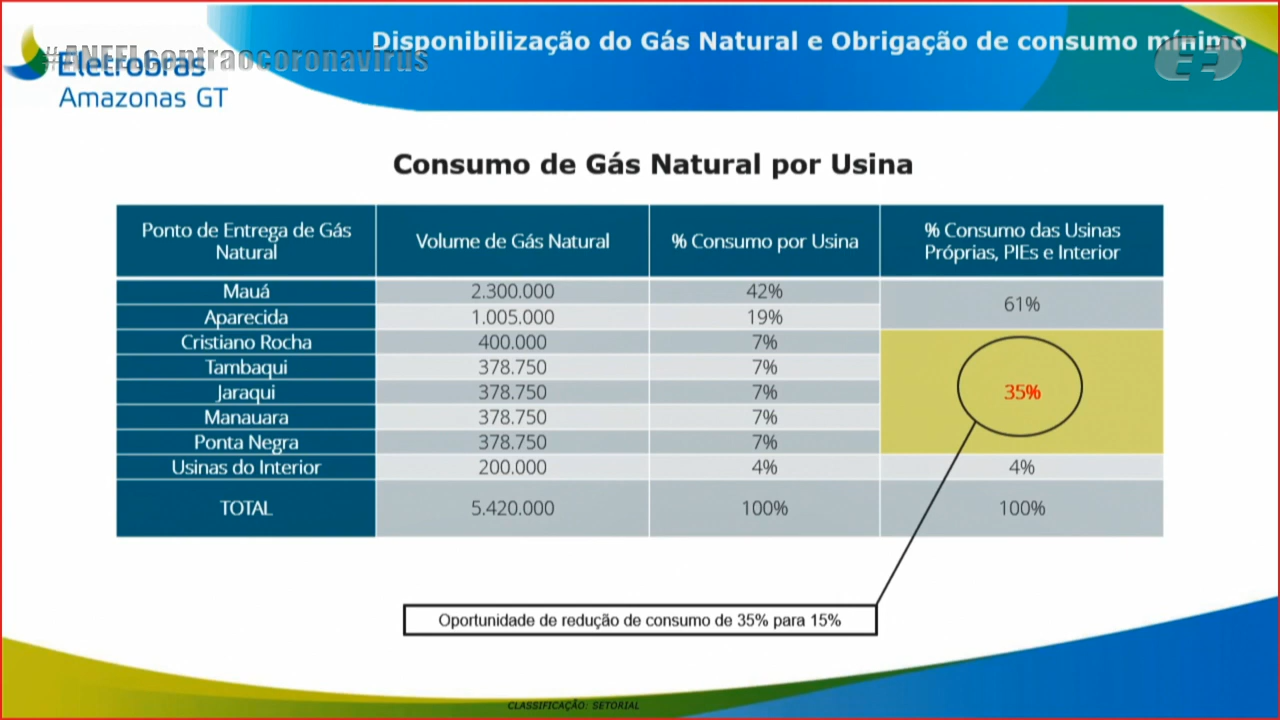 #ANEELcontraocoronavirus
Disponibilização do Gás Natural e Obrigação de consumo mínimo
Eletrobras
Amazonas GT
Consumo de Gás Natural por Usina
Ponto de Entrega de Gás
Natural
Volume de Gás Natural
% Consumo por Usina
% Consumo das Usinas
Próprias, PIEs e Interior
Mauá 2.300.000 42% 61%
Aparecida 1.005.000 19%
Cristiano Rocha 400.000 7%
Tambaqui 378.750 7%
Jaraqui 378.750 7% 35%
Manauara 378.750 7%
Ponta Negra 378.750 7%
Usinas do Interior 200.000 4% 4%
TOTAL 5.420.000 100% 100%
Oportunidade de redução de consumo de 35% para 15%
CLASSIFICAÇÃO: SETORIAL